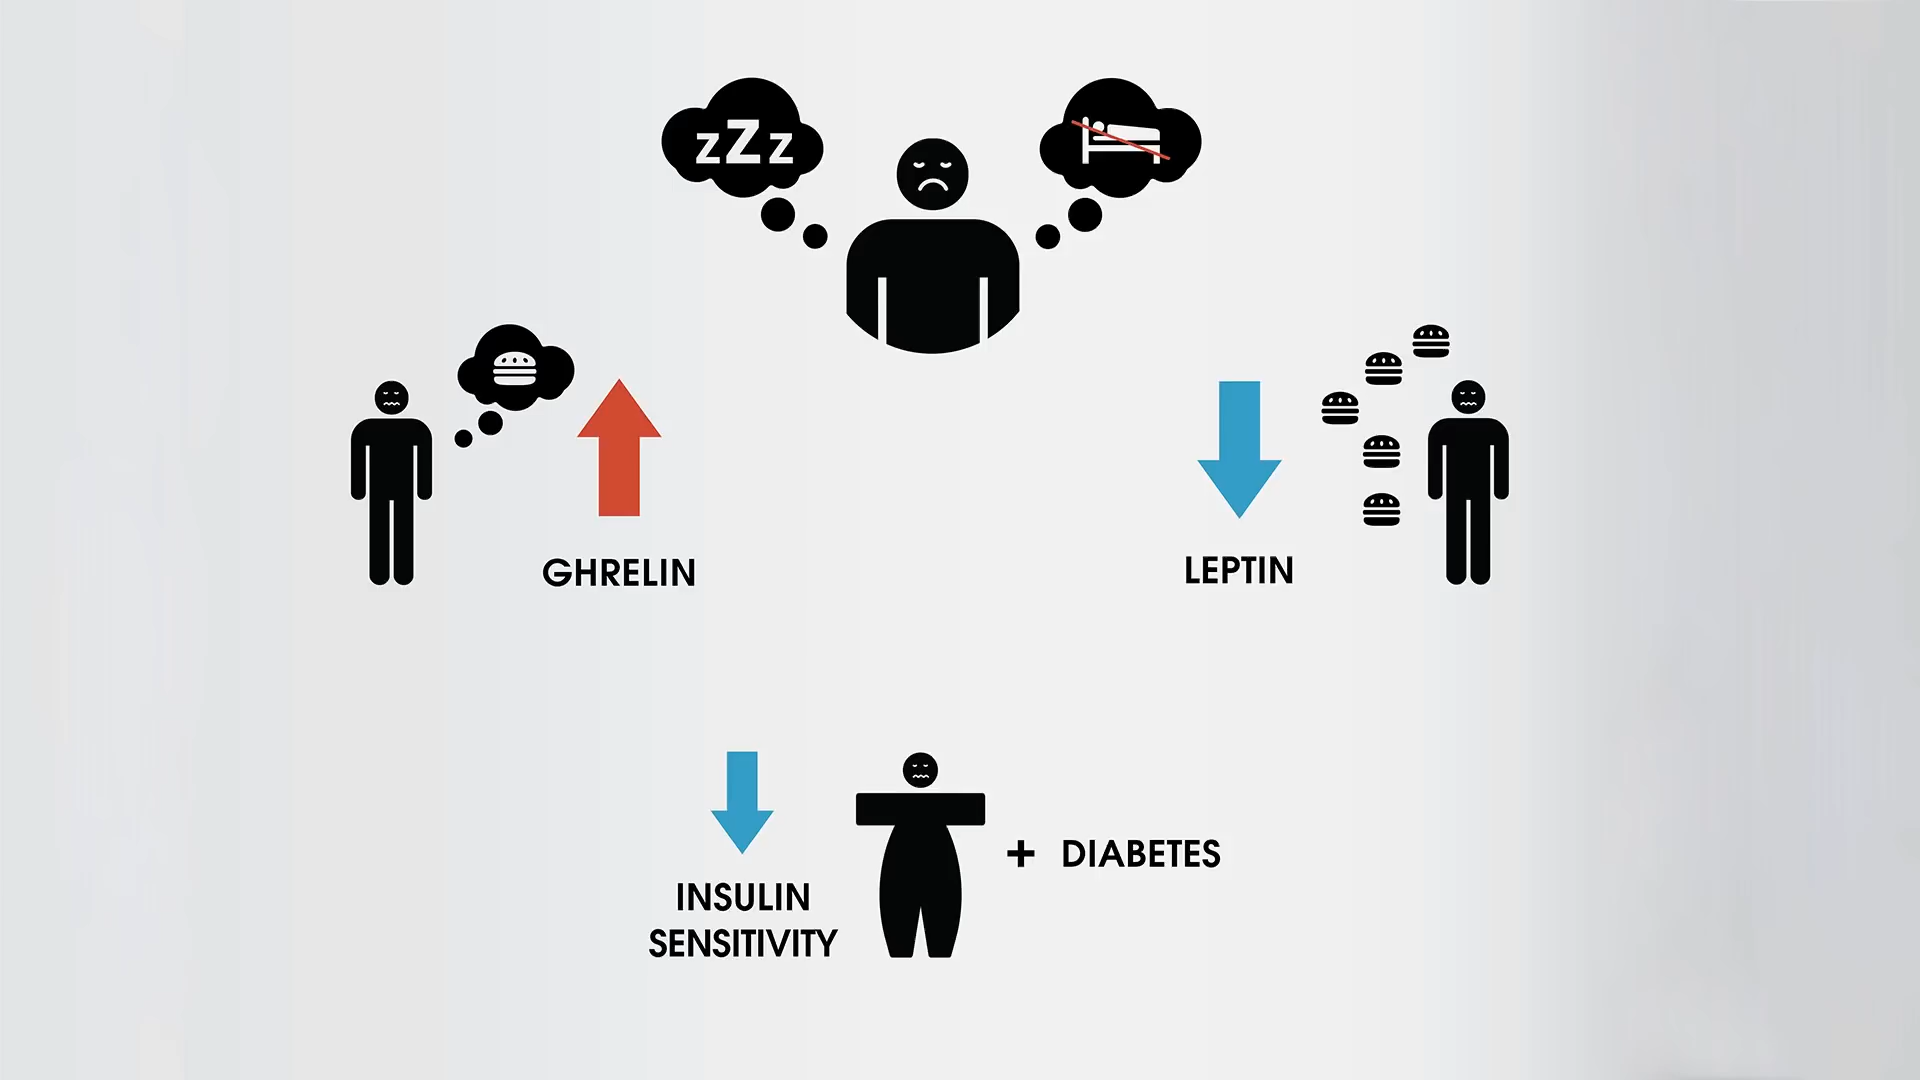 zZz
GHRELIN
LEPTIN
INSULIN
SENSITIVITY
+ DIABETES